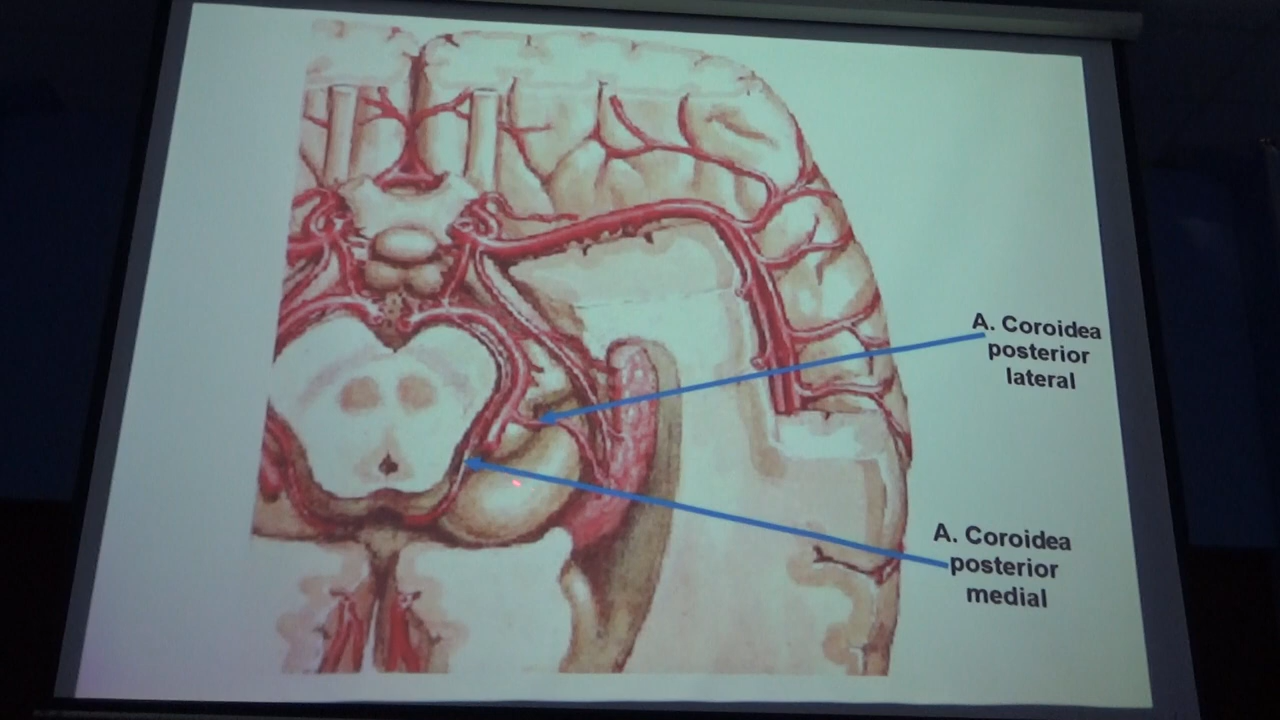 A. Coroidea
posterior
lateral
A. Coroidea
posterior
medial